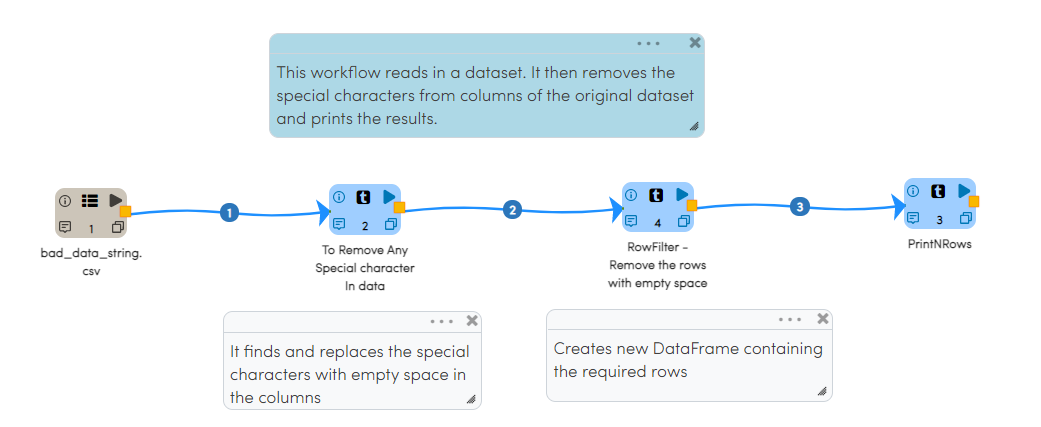 This workflow reads in a dataset. It then removes the
special characters from columns of the original dataset
and prints the results.
1
2
3
1
2
4
3
bad_data_string.
csv
To Remove Any
Special character
In data
RowFilter -
Remove the rows
with empty space
PrintNRows
It finds and replaces the special
characters with empty space in
the columns
Creates new DataFrame containing
the required rows